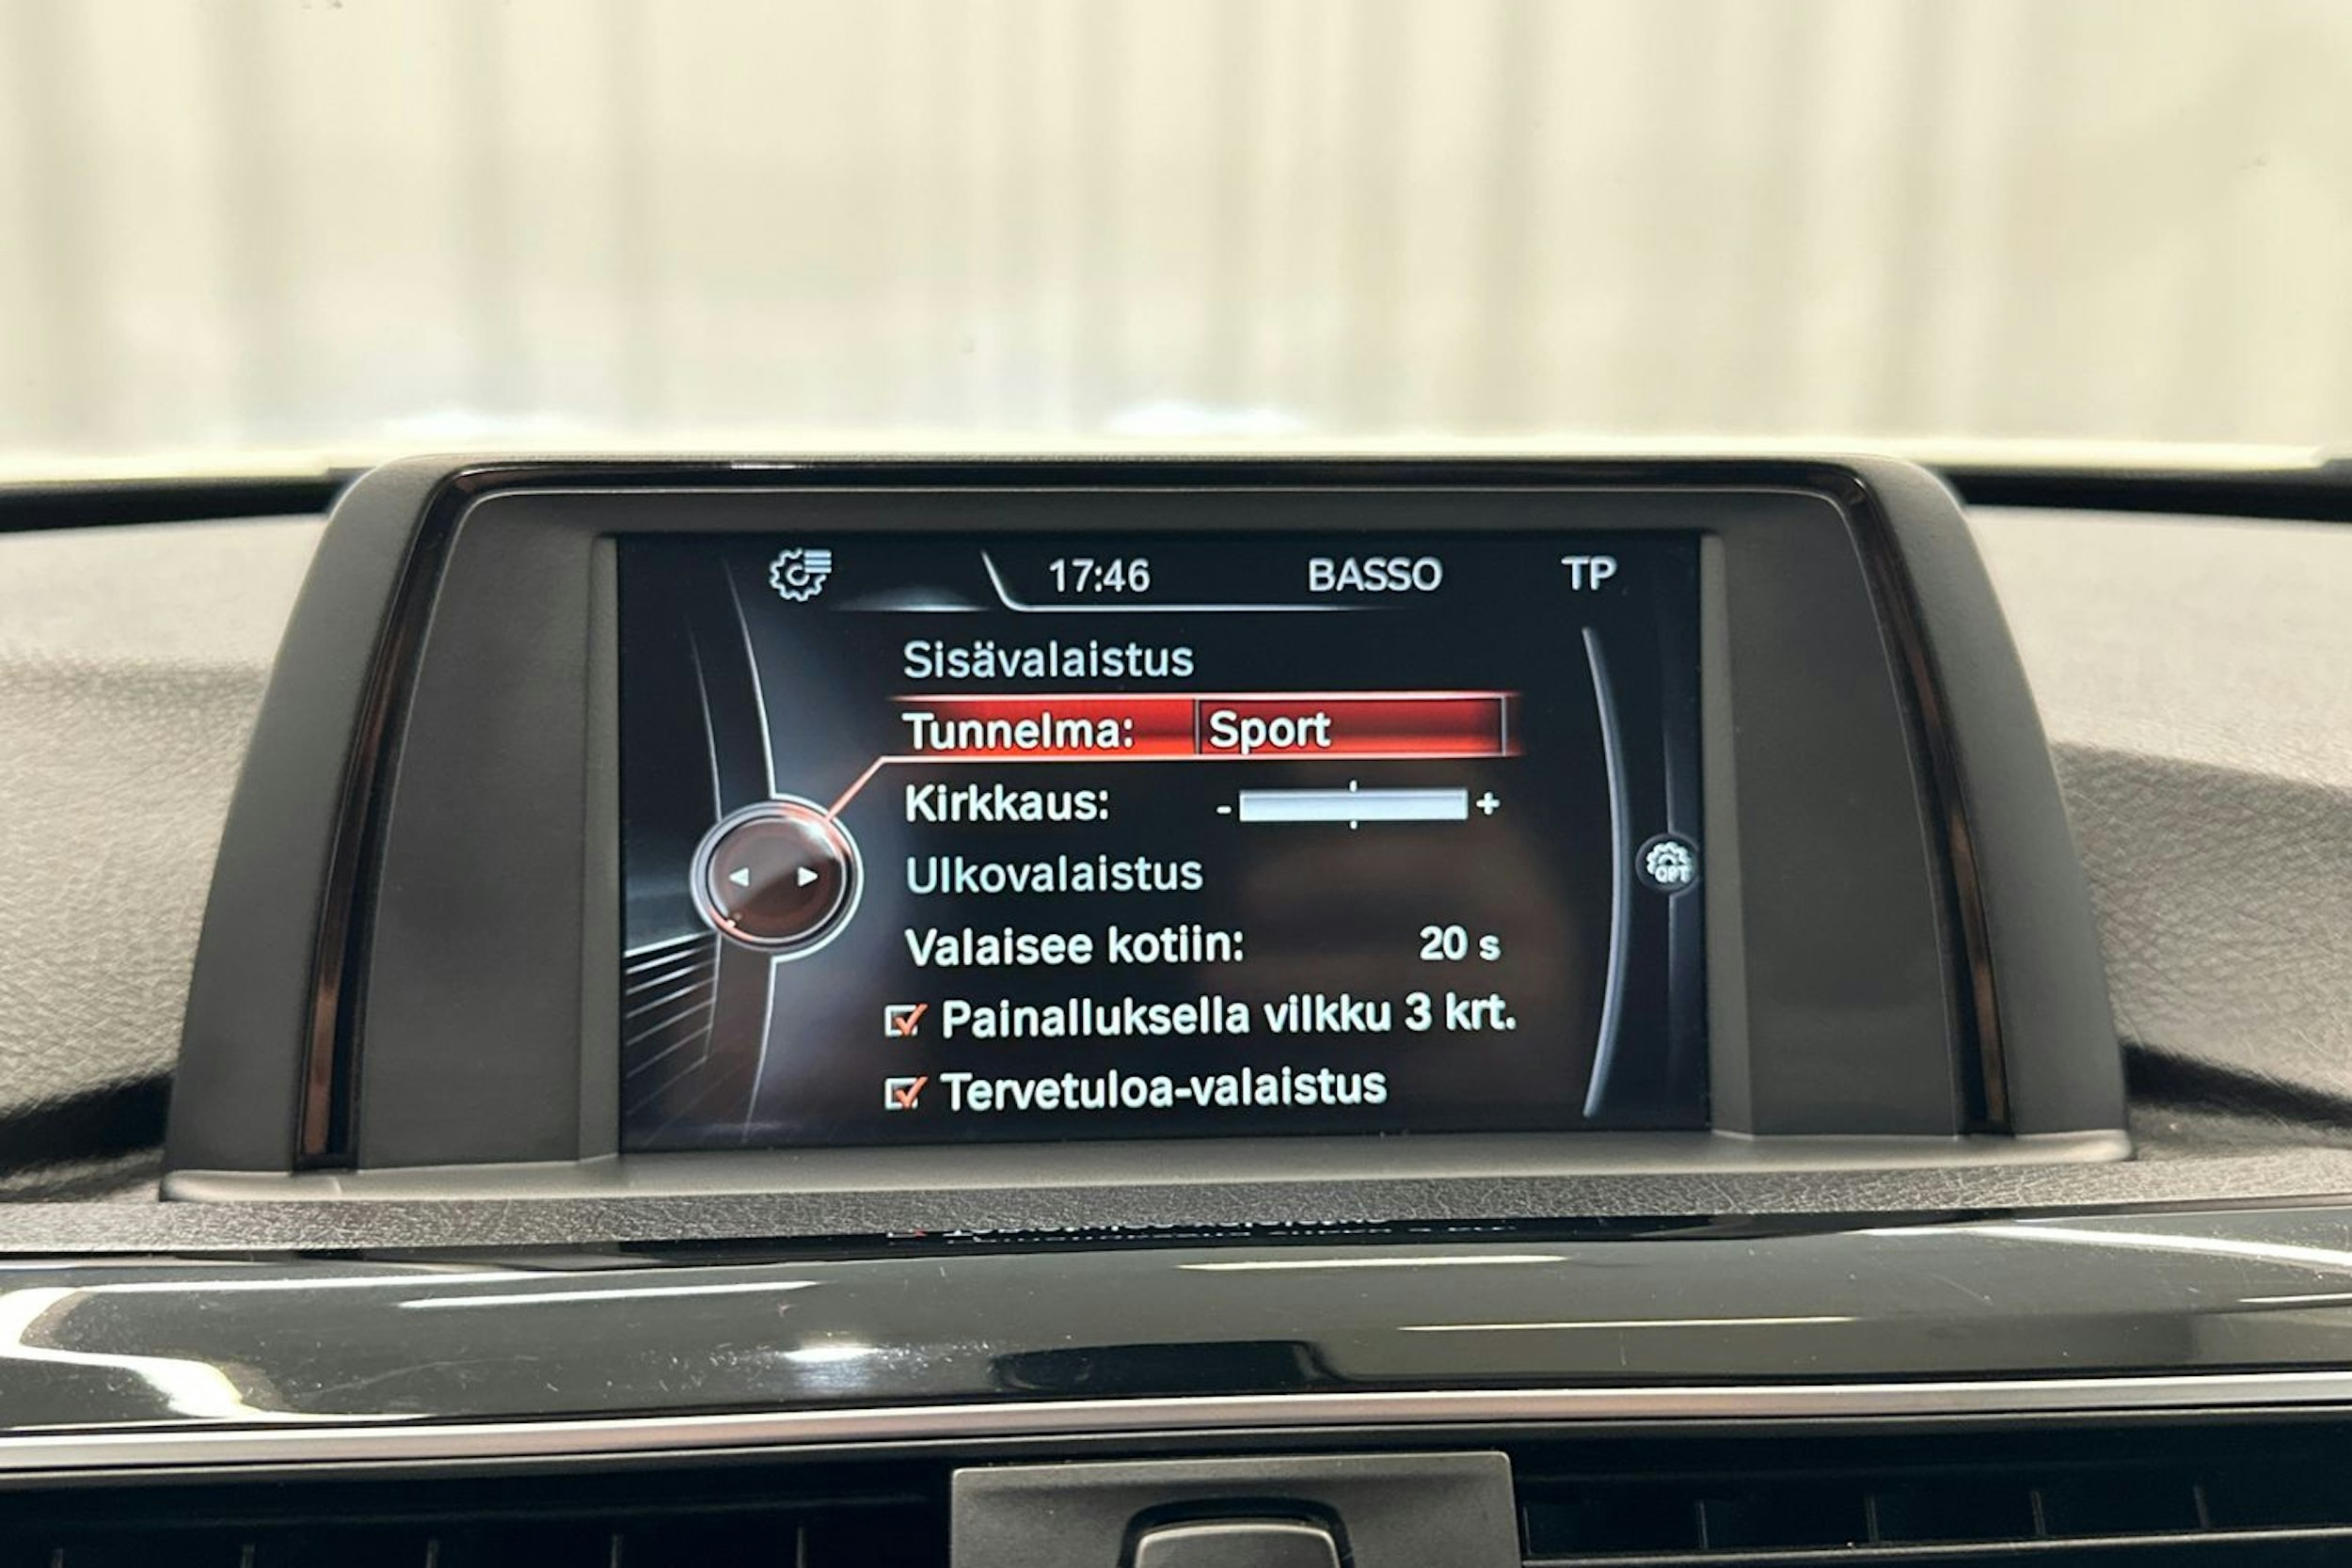 17:46 BASSO TP
Sisävalaistus
Tunnelma: Sport
Kirkkaus: - +
Ulkovalaistus
OPT
Valaisee kotiin: 20 s
Painalluksella vilkku 3 krt.
Tervetuloa-valaistus